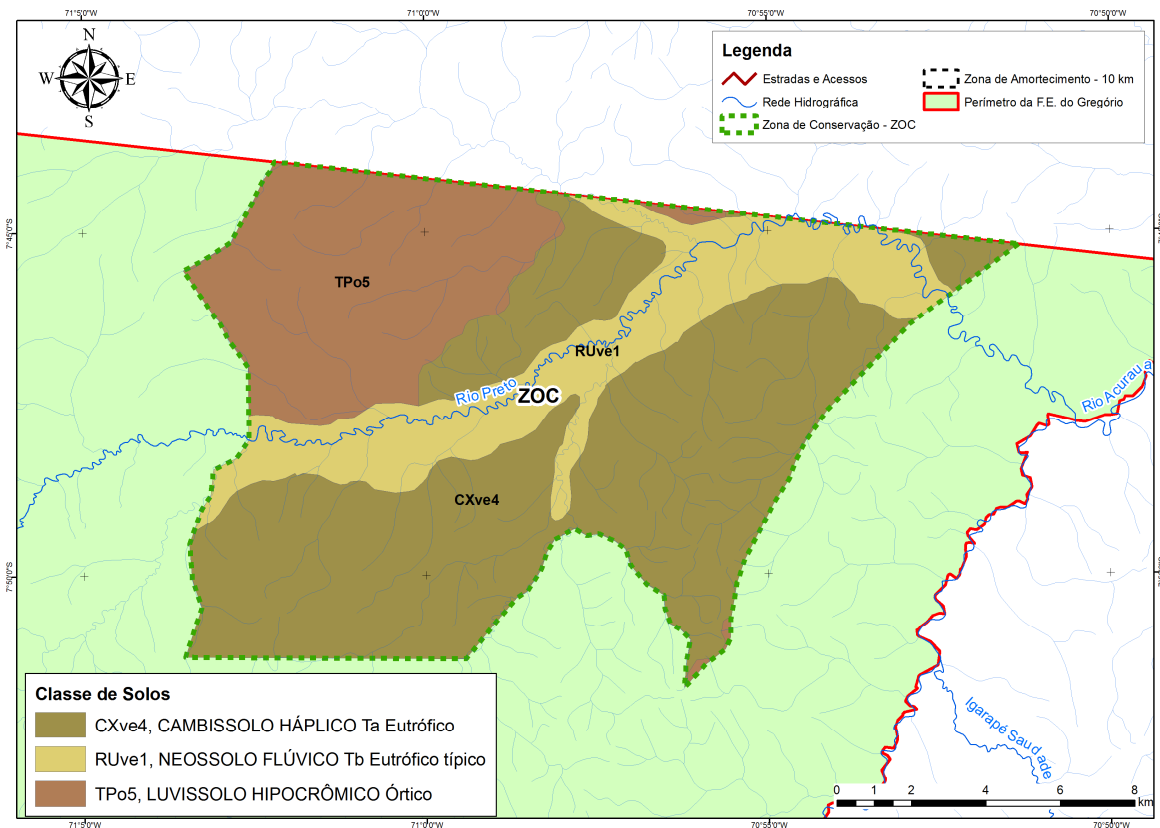 71°5'0"W 71°0'0"W 70°55'0"W 70°50'0"W
N
W E
S
Legenda
Estradas e Acessos
Rede Hidrográfica
Zona de Conservação - ZOC
Zona de Amortecimento - 10 km
Perímetro da F.E. do Gregório
7°45'0"S
TPo5
RUve1
Rio Preto
ZOC
Rio Acurau a
CXve4
7°50'0"S
Igarapé Saudade
Classe de Solos
CXve4, CAMBISSOLO HÁPLICO Ta Eutrófico
RUve1, NEOSSOLO FLÚVICO Tb Eutrófico típico
TPo5, LUVISSOLO HIPOCRÔMICO Órtico
0 1 2 4 6 8
km
71°5'0"W 71°0'0"W 70°55'0"W 70°50'0"W